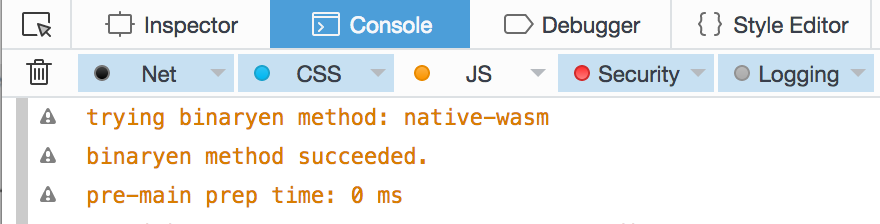 Inspector Console Debugger Style Editor
Net CSS JS Security Logging
trying binaryen method: native-wasm
binaryen method succeeded.
pre-main prep time: 0 ms